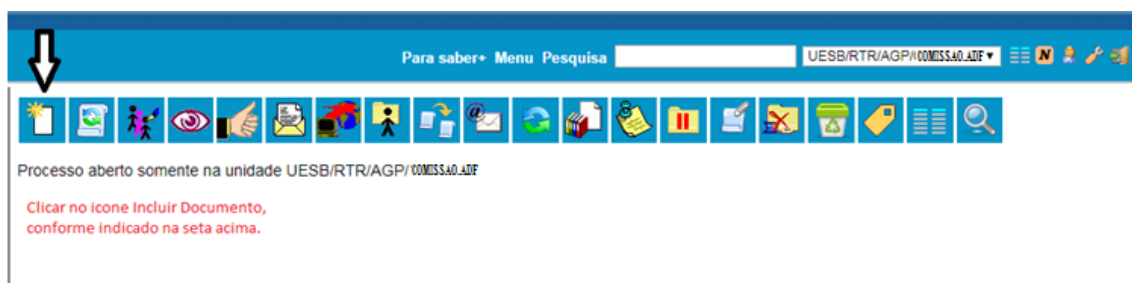 Para saber+ Menu Pesquisa
UESB/RTR/AGP/COMISSAO.ADF
N
Processo aberto somente na unidade UESB/RTR/AGP/COMISSAO.ADF
Clicar no icone Incluir Documento,
conforme indicado na seta acima.